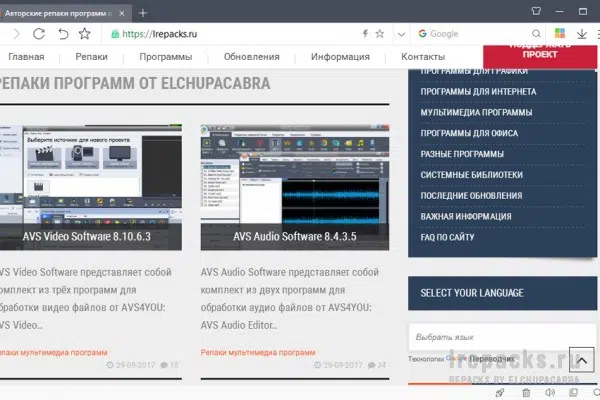 Авторские репаки программ о
https://lrepacks.ru
Google
Главная
Репаки
Программы
Обновления
Информация
Контакты
ПОДДЕРЖАТЬ
ПРОЕКТ
РЕПАКИ ПРОГРАММ ОТ ELCHUPACABRA
Выберите источник для нового проекта
AVS Video Software 8.10.6.3
AVS Video Software представляет собой
комплект из трёх программ для
обработки видео файлов от AVS4YOU:
AVS Video..
Репаки мультимедиа программ
29-09-2017
AVS Audio Software 8.4.3.5
AVS Audio Software представляет собой
комплект из двух программ для
обработки аудио файлов от AVS4YOU:
AVS Audio Editor..
Репаки мультимедиа программ
29-09-2017
34
ПРОГРАММЫ ДЛЯ ГРАФИКИ
ПРОГРАММЫ ДЛЯ ИНТЕРНЕТА
МУЛЬТИМЕДИА ПРОГРАММЫ
ПРОГРАММЫ ДЛЯ ОФИСА
РАЗНЫЕ ПРОГРАММЫ
СИСТЕМНЫЕ БИБЛИОТЕКИ
ПОСЛЕДНИЕ ОБНОВЛЕНИЯ
ВАЖНАЯ ИНФОРМАЦИЯ
FAQ ПО САЙТУ
SELECT YOUR LANGUAGE
Выбрать язык
Технологии Google Переводчик
lrepacks.ru
REPACKS BY ELCHUPACABRA